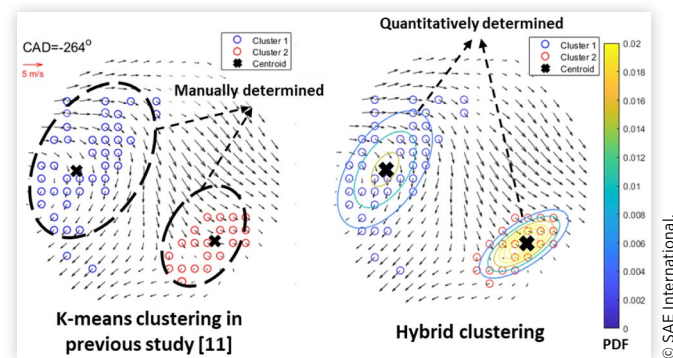 Quantitatively determined
CAD=-264°
5 m/s
Cluster 1
Cluster 2
Centroid
Manually determined
Cluster 1
Cluster 2
Centroid
0.02
0.018
0.016
0.014
0.012
0.01
0.008
0.006
0.004
0.002
0
PDF
K-means clustering in
previous study [11]
Hybrid clustering
© SAE International.